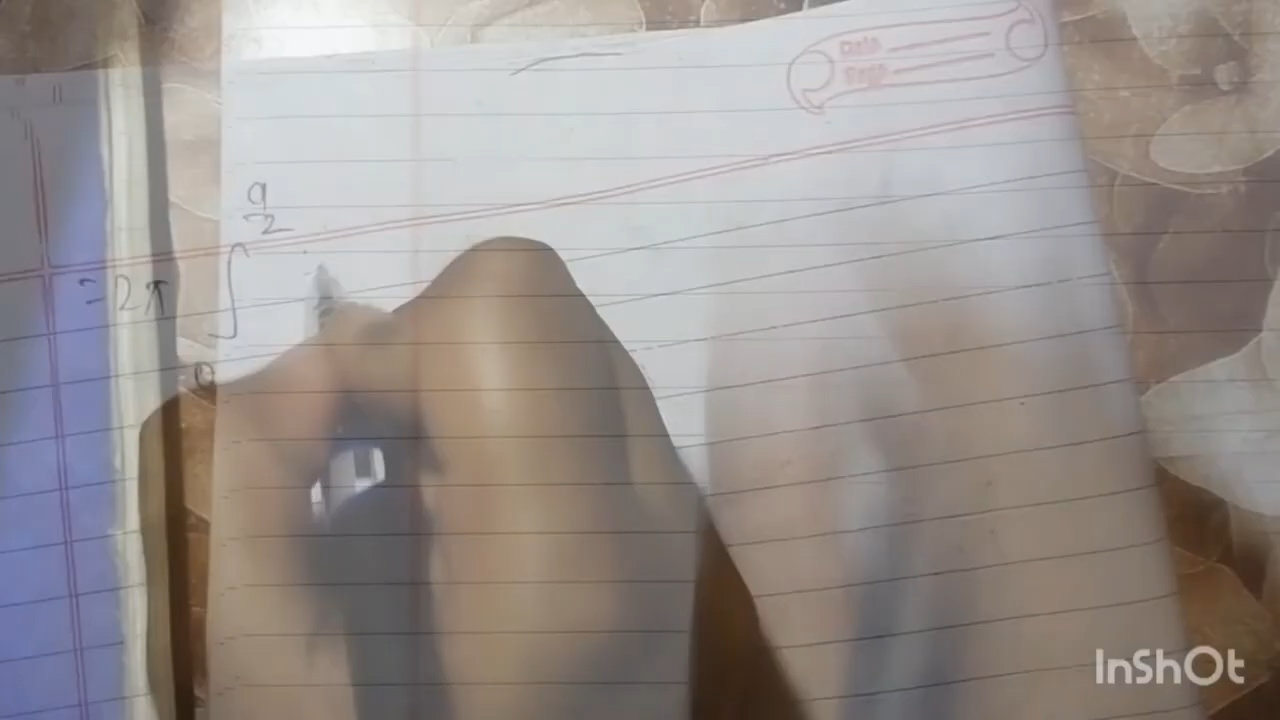 Date
Page
= 2π ∫₀^(a/2)
InShOt